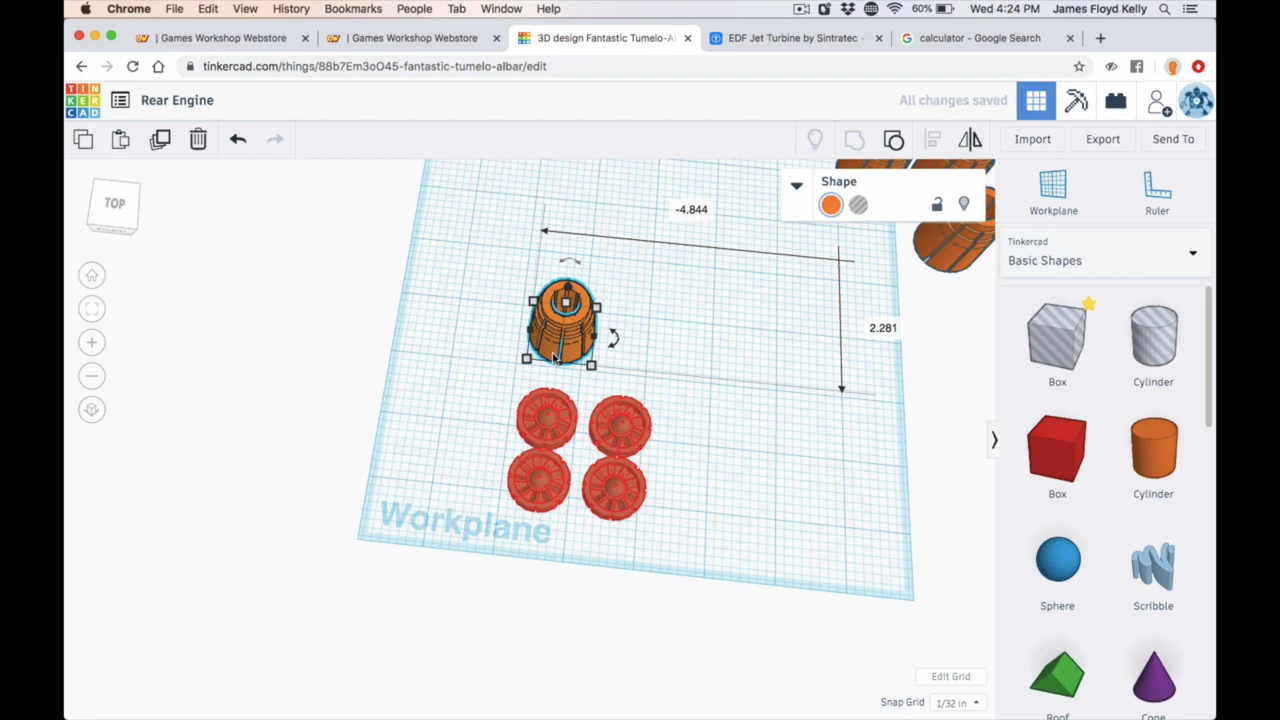 Chrome File Edit View History Bookmarks People Tab Window Help 60% Wed 4:24 PM James Floyd Kelly
| Games Workshop Webstore | Games Workshop Webstore 3D design Fantastic Tumelo-Al EDF Jet Turbine by Sintratec - calculator - Google Search
tinkercad.com/things/88b7Em3oO45-fantastic-tumelo-albar/edit
TIN
KER
CAD
Rear Engine All changes saved
Import Export Send To
TOP
-4.844
2.281
Shape
Workplane
Workplane Ruler
Tinkercad
Basic Shapes
Box Cylinder
Box Cylinder
Sphere Scribble
Roof Cone
Edit Grid
Snap Grid 1/32 in